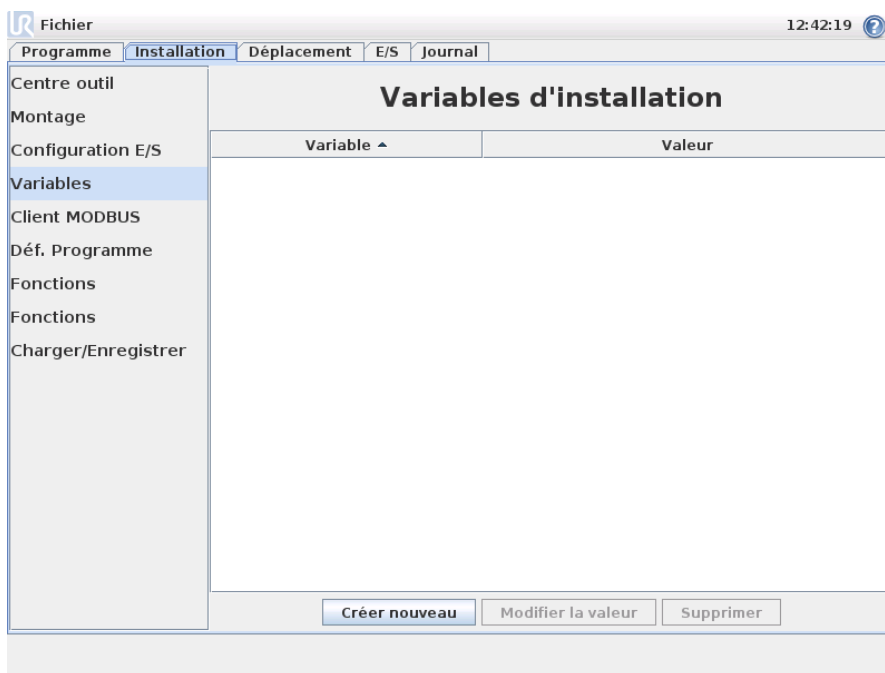 UR Fichier 12:42:19 ?
Programme Installation Déplacement E/S Journal
Centre outil
Montage
Configuration E/S
Variables
Client MODBUS
Déf. Programme
Fonctions
Fonctions
Charger/Enregistrer
Variables d'installation
Variable Valeur
Créer nouveau Modifier la valeur Supprimer